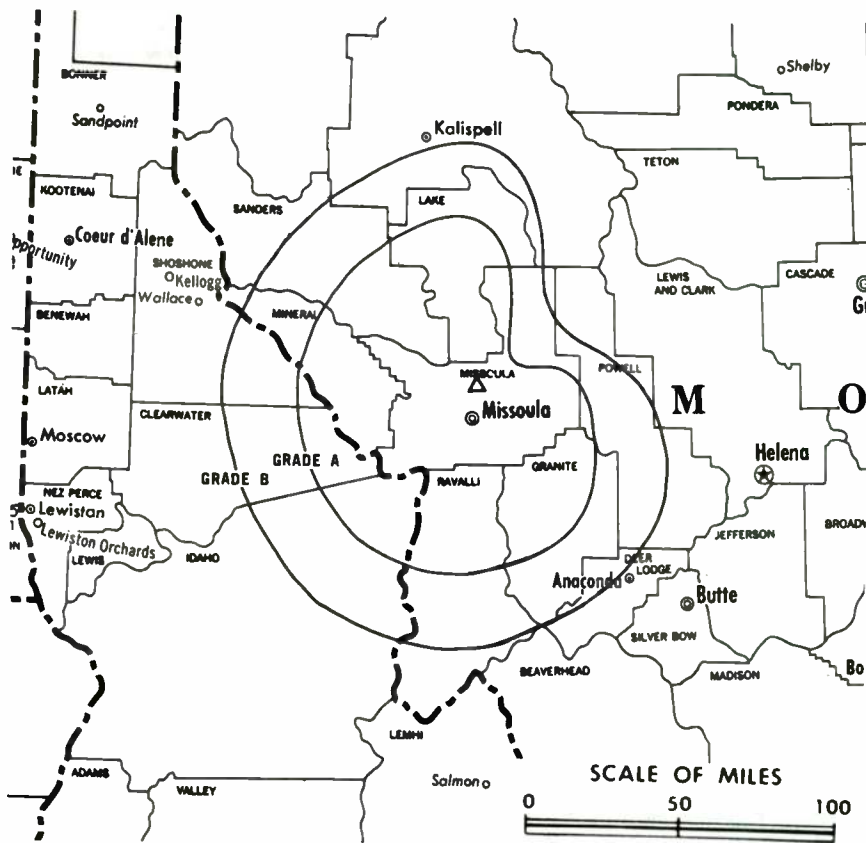 BONNER
Sandpoint
Shelby
PONDERA
Kalispell
TETON
KOOTENAI
LAKE
SANDERS
Coeur d'Alene
pportunity
SHOSHONE
Kellogg
Wallace
LEWIS
AND CLARK
CASCADE
G
BENEWAH
MINERAL
LATAH
MISSCULA
POWELL
M
O
CLEARWATER
Missoula
Moscow
GRADE A
GRADE B
RAVALLI
GRANITE
Helena
NEZ PERCE
Lewistan
Lewiston Orchards
LEWIS
IDAHO
JEFFERSON
BROADW
DEER
LODGE
Anaconda
Butte
SILVER BOW
BEAVERHEAD
MADISON
Bo
LEMHI
ADAMS
VALLEY
Salmon
SCALE OF MILES
0 50 100